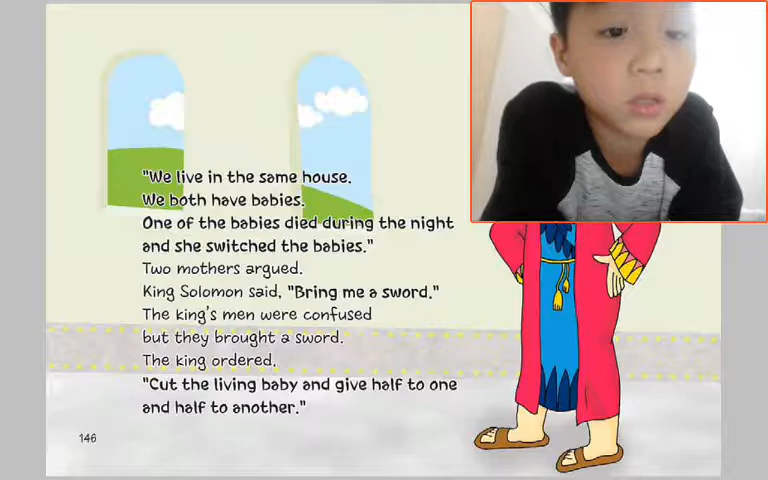 "We live in the same house.
We both have babies.
One of the babies died during the night
and she switched the babies."
Two mothers argued.
King Solomon said, "Bring me a sword."
The king's men were confused
but they brought a sword.
The king ordered.
"Cut the living baby and give half to one
and half to another."
146